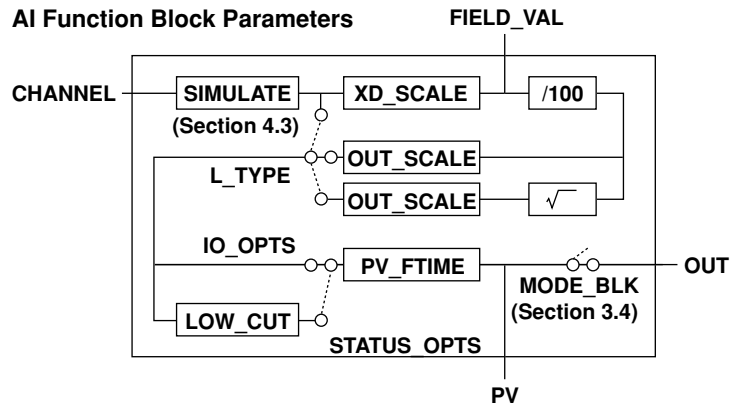 AI Function Block Parameters
FIELD_VAL
CHANNEL
SIMULATE
XD_SCALE
/100
(Section 4.3)
OUT_SCALE
L_TYPE
OUT_SCALE
√
IO_OPTS
PV_FTIME
OUT
MODE_BLK
(Section 3.4)
LOW_CUT
STATUS_OPTS
PV